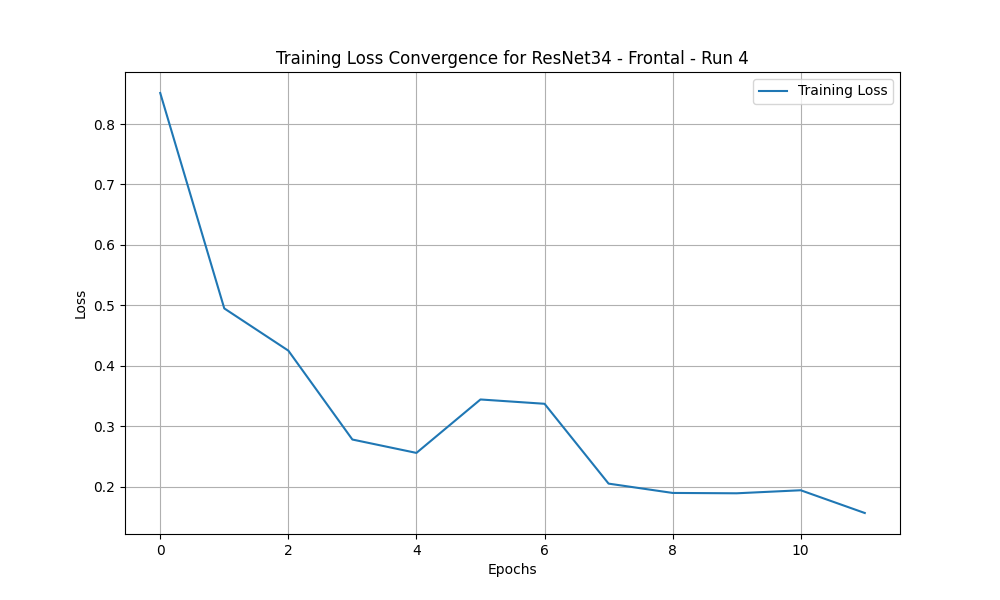 Training Loss Convergence for ResNet34 - Frontal - Run 4
Training Loss
0.8
0.7
0.6
0.5
0.4
0.3
0.2
Loss
0 2 4 6 8 10
Epochs